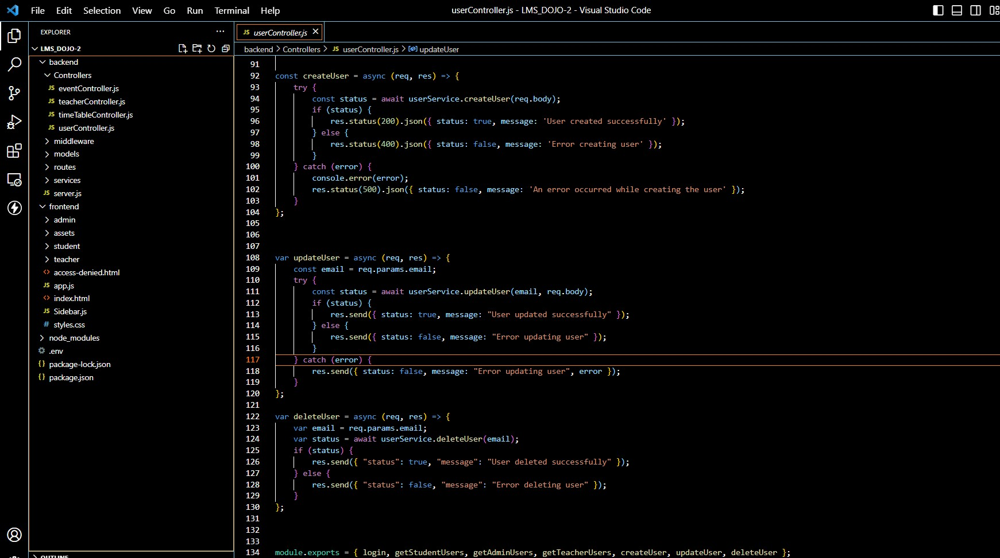 File Edit Selection View Go Run Terminal Help
userController.js - LMS_DOJO-2 - Visual Studio Code
EXPLORER
LMS_DOJO-2
backend
Controllers
JS eventController.js
JS teacherController.js
JS timeTableController.js
JS userController.js
middleware
models
routes
services
JS server.js
frontend
admin
assets
student
teacher
<> access-denied.html
JS app.js
<> index.html
JS Sidebar.js
# styles.css
node_modules
.env
{} package-lock.json
{} package.json
OUTLINE
JS userController.js ×
backend > Controllers > JS userController.js > updateUser
91
92 const createUser = async (req, res) => {
93     try {
94         const status = await userService.createUser(req.body);
95         if (status) {
96             res.status(200).json({ status: true, message: 'User created successfully' });
97         } else {
98             res.status(400).json({ status: false, message: 'Error creating user' });
99         }
100     } catch (error) {
101         console.error(error);
102         res.status(500).json({ status: false, message: 'An error occurred while creating the user' });
103     }
104 };
105
106
107
108 var updateUser = async (req, res) => {
109     const email = req.params.email;
110     try {
111         const status = await userService.updateUser(email, req.body);
112         if (status) {
113             res.send({ status: true, message: "User updated successfully" });
114         } else {
115             res.send({ status: false, message: "Error updating user" });
116         }
117     } catch (error) {
118         res.send({ status: false, message: "Error updating user", error });
119     }
120 };
121
122 var deleteUser = async (req, res) => {
123     var email = req.params.email;
124     var status = await userService.deleteUser(email);
125     if (status) {
126         res.send({ "status": true, "message": "User deleted successfully" });
127     } else {
128         res.send({ "status": false, "message": "Error deleting user" });
129     }
130 };
131
132
133
134 module.exports = { login, getStudentUsers, getAdminUsers, getTeacherUsers, createUser, updateUser, deleteUser };